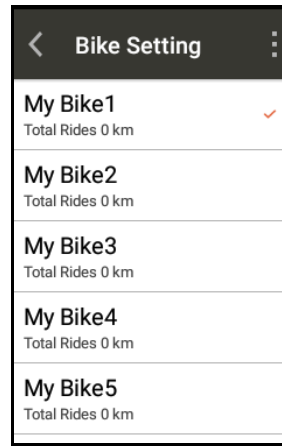 Bike Setting
My Bike1
Total Rides 0 km
My Bike2
Total Rides 0 km
My Bike3
Total Rides 0 km
My Bike4
Total Rides 0 km
My Bike5
Total Rides 0 km